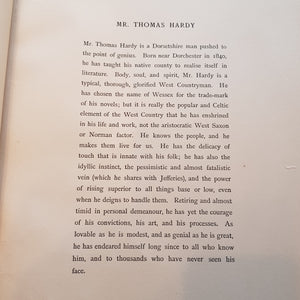 MR. THOMAS HARDY
Mr. Thomas Hardy is a Dorsetshire man pushed to
the point of genius. Born near Dorchester in 1840,
he has taught his native county to realise itself in
literature. Body, soul, and spirit, Mr. Hardy is a
typical, thorough, glorified West Countryman. He
has chosen the name of Wessex for the trade-mark
of his novels; but it is really the popular and Celtic
element of the West Country that he has enshrined
in his life and work, not the aristocratic West Saxon
or Norman factor. He knows the people, and he
makes them live for us. He has the delicacy of
touch that is innate with his folk; he has also the
idyllic instinct, the pessimistic and almost fatalistic
vein (which he shares with Jefferies), and the power
of rising superior to all things base or low, even
when he deigns to handle them. Retiring and almost
timid in personal demeanour, he has yet the courage
of his convictions, his art, and his processes. As
lovable as he is modest, and as genial as he is great,
he has endeared himself long since to all who know
him, and to thousands who have never seen his
face.